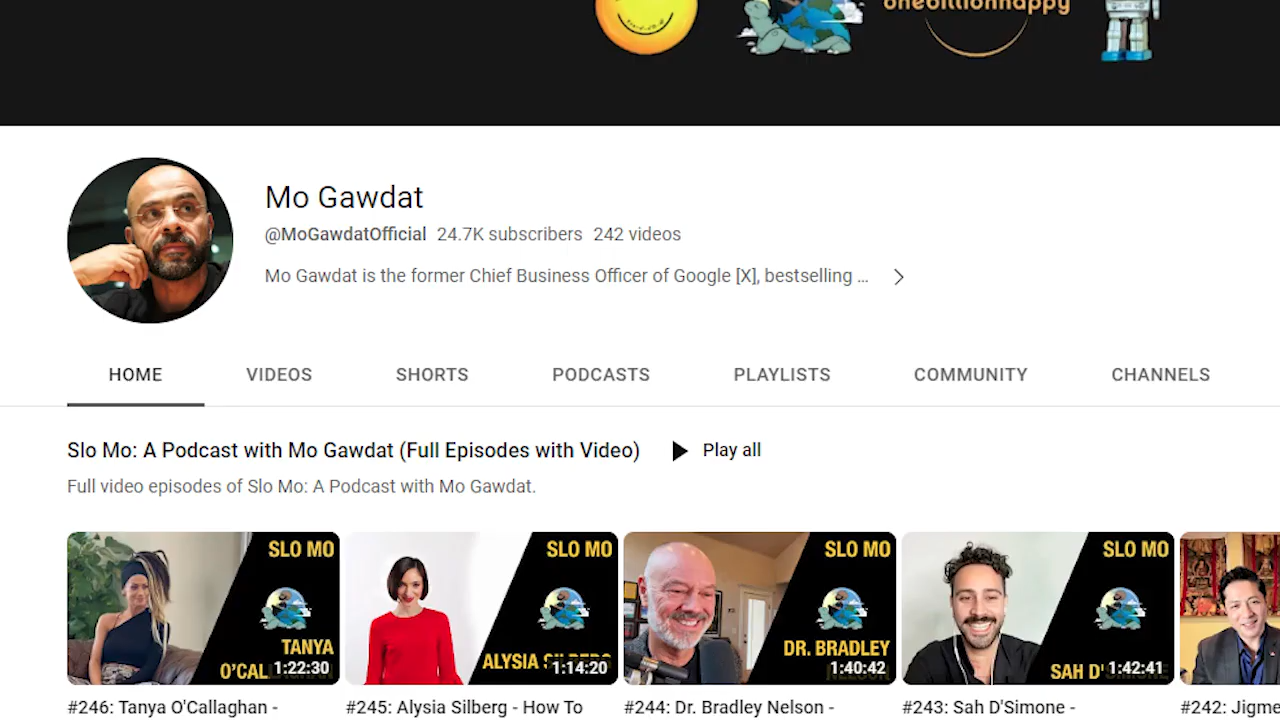 onebillionhappy
Mo Gawdat
@MoGawdatOfficial 24.7K subscribers 242 videos
Mo Gawdat is the former Chief Business Officer of Google [X], bestselling ...
HOME VIDEOS SHORTS PODCASTS PLAYLISTS COMMUNITY CHANNELS
Slo Mo: A Podcast with Mo Gawdat (Full Episodes with Video) Play all
Full video episodes of Slo Mo: A Podcast with Mo Gawdat.
SLO MO
TANYA
O'CALLAGHAN
1:22:30
SLO MO
ALYSIA SILBERG
1:14:20
SLO MO
DR. BRADLEY
NELSON
1:40:42
SLO MO
SAH D'SIMONE
1:42:41
#246: Tanya O'Callaghan -
#245: Alysia Silberg - How To
#244: Dr. Bradley Nelson -
#243: Sah D'Simone -
#242: Jigme